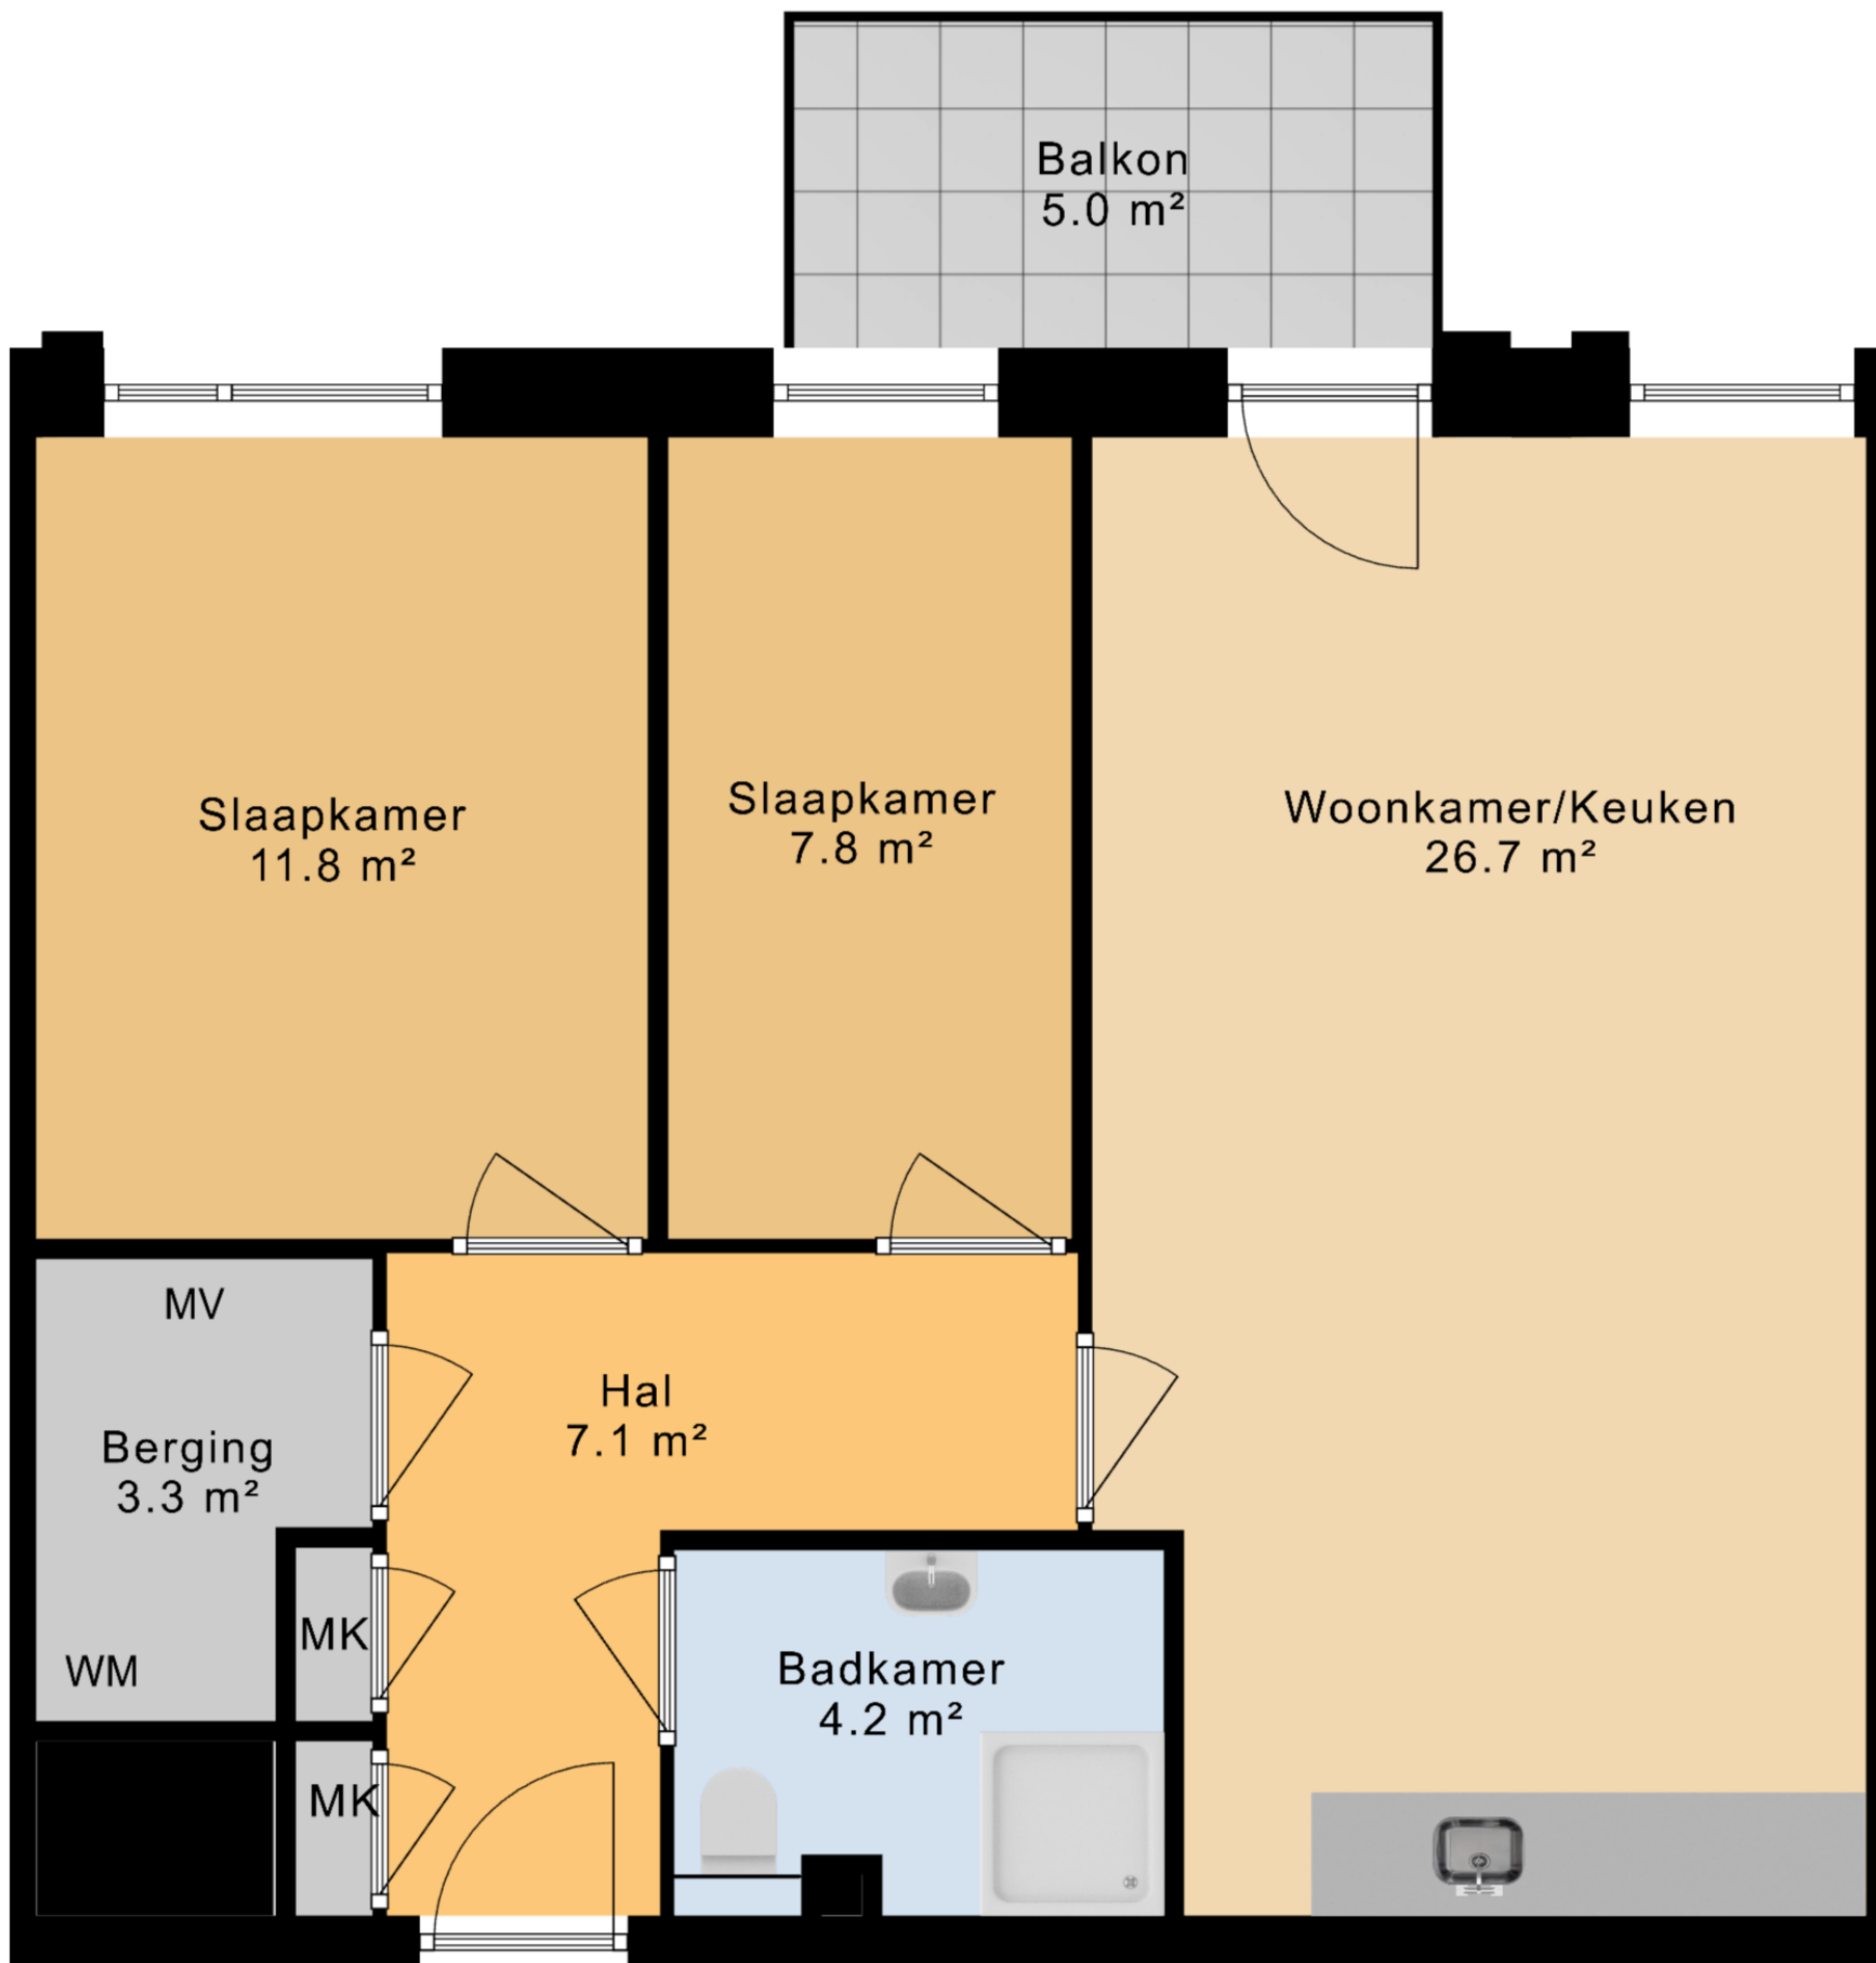 Balkon
5.0 m²
Slaapkamer
11.8 m²
Slaapkamer
7.8 m²
Woonkamer/Keuken
26.7 m²
MV
Hal
7.1 m²
Berging
3.3 m²
MK
WM
Badkamer
4.2 m²
MK